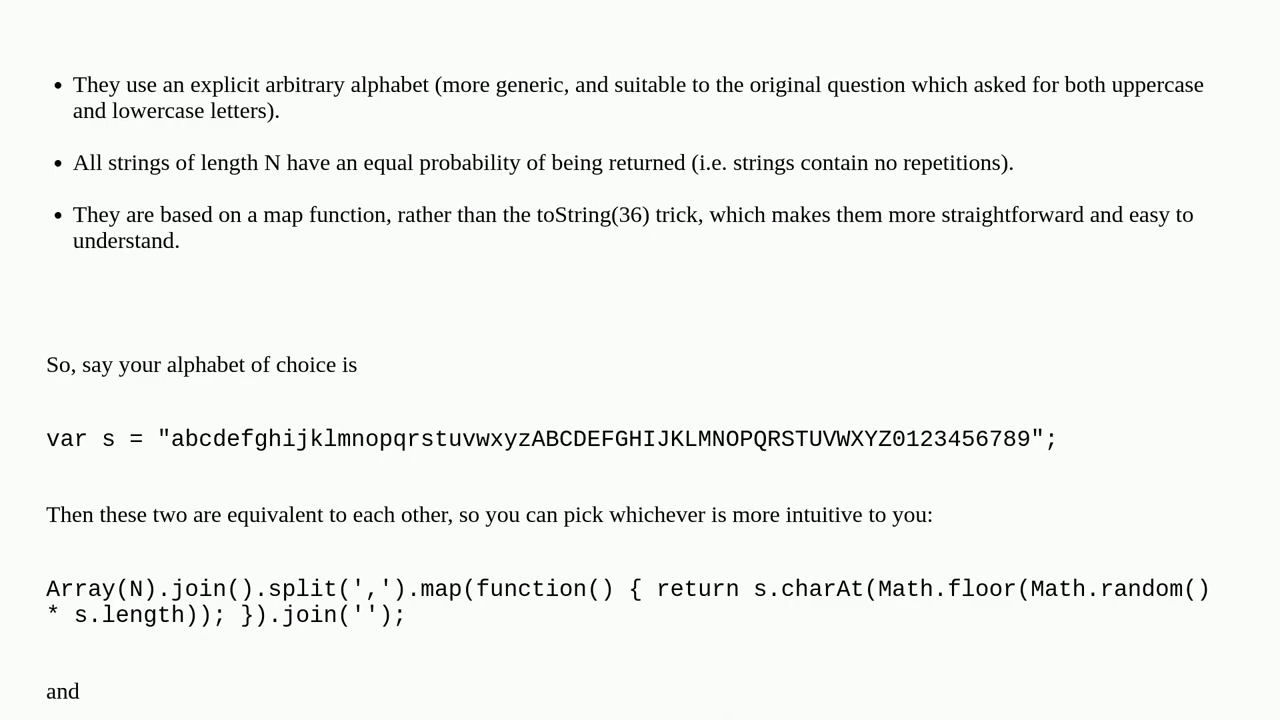 • They use an explicit arbitrary alphabet (more generic, and suitable to the original question which asked for both uppercase
and lowercase letters).
• All strings of length N have an equal probability of being returned (i.e. strings contain no repetitions).
• They are based on a map function, rather than the toString(36) trick, which makes them more straightforward and easy to
understand.
So, say your alphabet of choice is
var s = "abcdefghijklmnopqrstuvwxyzABCDEFGHIJKLMNOPQRSTUVWXYZ0123456789";
Then these two are equivalent to each other, so you can pick whichever is more intuitive to you:
Array(N).join().split(',').map(function() { return s.charAt(Math.floor(Math.random()
* s.length)); }).join('');
and